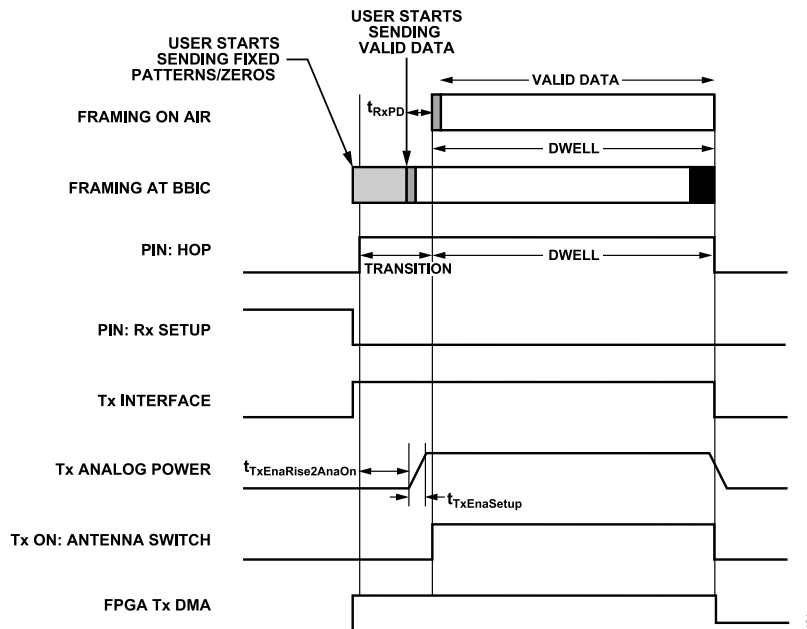 USER STARTS
SENDING
VALID DATA
USER STARTS
SENDING FIXED
PATTERNS/ZEROS
VALID DATA
tRxPD
FRAMING ON AIR
DWELL
FRAMING AT BBIC
PIN: HOP
TRANSITION
DWELL
PIN: Rx SETUP
Tx INTERFACE
Tx ANALOG POWER
tTxEnaRise2AnaOn
tTxEnaSetup
Tx ON: ANTENNA SWITCH
FPGA Tx DMA